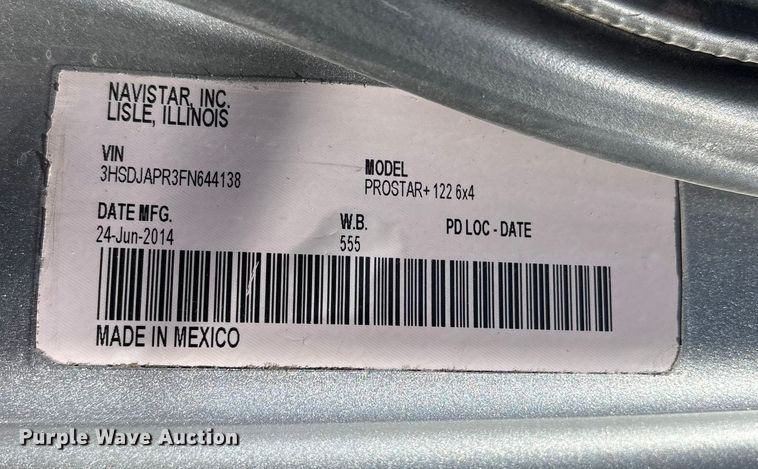 NAVISTAR, INC.
LISLE, ILLINOIS
VIN
3HSDJAPR3FN644138
MODEL
PROSTAR+ 122 6x4
DATE MFG.
24-Jun-2014
W.B.
555
PD LOC - DATE
MADE IN MEXICO
Purple Wave Auction